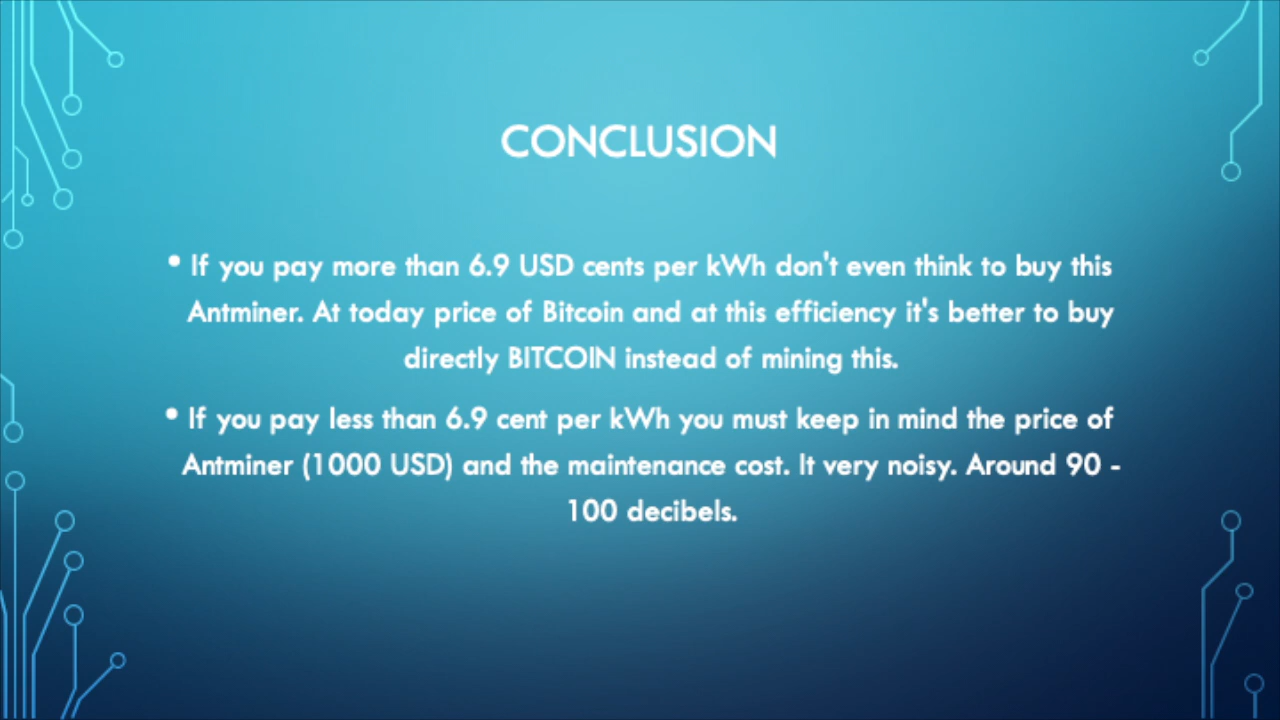 CONCLUSION
• If you pay more than 6.9 USD cents per kWh don't even think to buy this
Antminer. At today price of Bitcoin and at this efficiency it's better to buy
directly BITCOIN instead of mining this.
• If you pay less than 6.9 cent per kWh you must keep in mind the price of
Antminer (1000 USD) and the maintenance cost. It very noisy. Around 90 -
100 decibels.